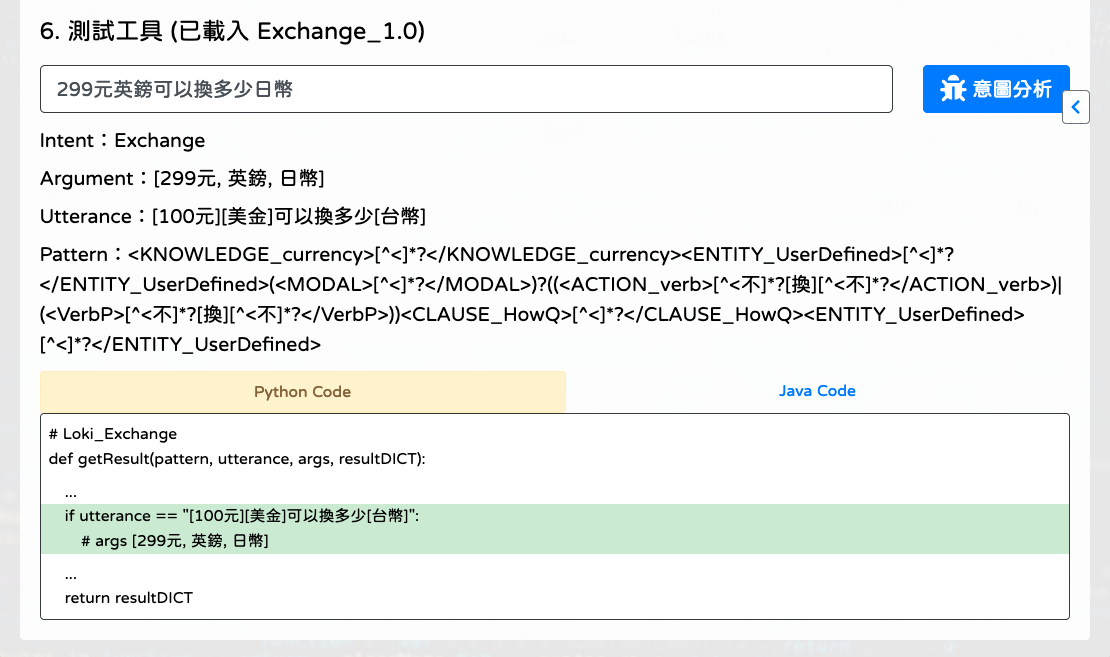 6. 測試工具 (已載入 Exchange_1.0)
299元英鎊可以換多少日幣
意圖分析
Intent：Exchange
Argument：[299元, 英鎊, 日幣]
Utterance：[100元][美金]可以換多少[台幣]
Pattern：<KNOWLEDGE_currency>[^<]*?</KNOWLEDGE_currency><ENTITY_UserDefined>[^<]*?
</ENTITY_UserDefined>(<MODAL>[^<]*?</MODAL>)?((<ACTION_verb>[^<不]*?[換][^<不]*?</ACTION_verb>)|
(<VerbP>[^<不]*?[換][^<不]*?</VerbP>))<CLAUSE_HowQ>[^<]*?</CLAUSE_HowQ><ENTITY_UserDefined>
[^<]*?</ENTITY_UserDefined>
Python Code
Java Code
# Loki_Exchange
def getResult(pattern, utterance, args, resultDICT):
...
if utterance == "[100元][美金]可以換多少[台幣]":
# args [299元, 英鎊, 日幣]
...
return resultDICT